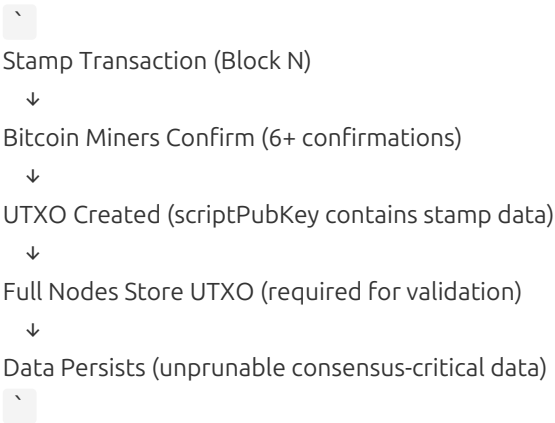 `
Stamp Transaction (Block N)
↓
Bitcoin Miners Confirm (6+ confirmations)
↓
UTXO Created (scriptPubKey contains stamp data)
↓
Full Nodes Store UTXO (required for validation)
↓
Data Persists (unprunable consensus-critical data)
`